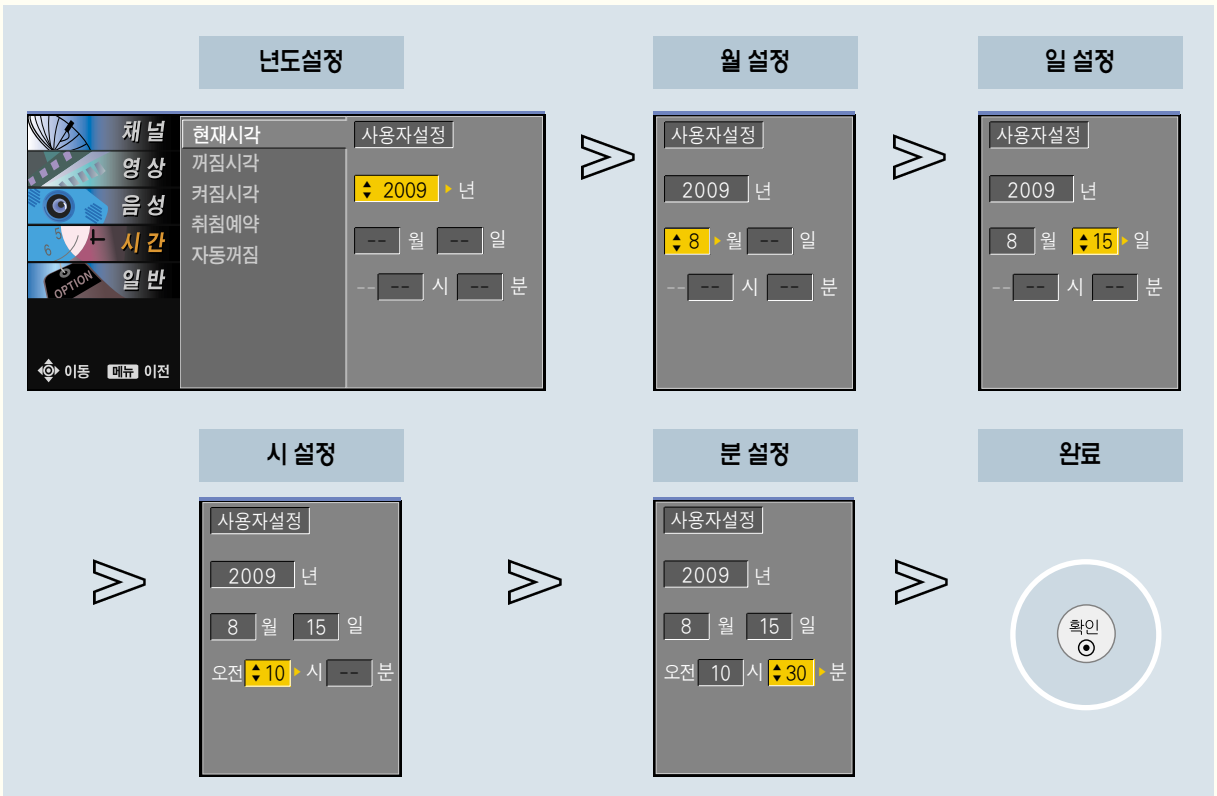 년도설정
채널
영상
음성
시간
일반
OPTION
5
6
이동 메뉴 이전
현재시각
꺼짐시각
켜짐시각
취침예약
자동꺼짐
사용자설정
2009 년
-- 월 -- 일
-- -- 시 -- 분
월 설정
사용자설정
2009 년
8 월 -- 일
-- -- 시 -- 분
일 설정
사용자설정
2009 년
8 월 15 일
-- -- 시 -- 분
시 설정
사용자설정
2009 년
8 월 15 일
오전 10 시 -- 분
분 설정
사용자설정
2009 년
8 월 15 일
오전 10 시 30 분
완료
확인